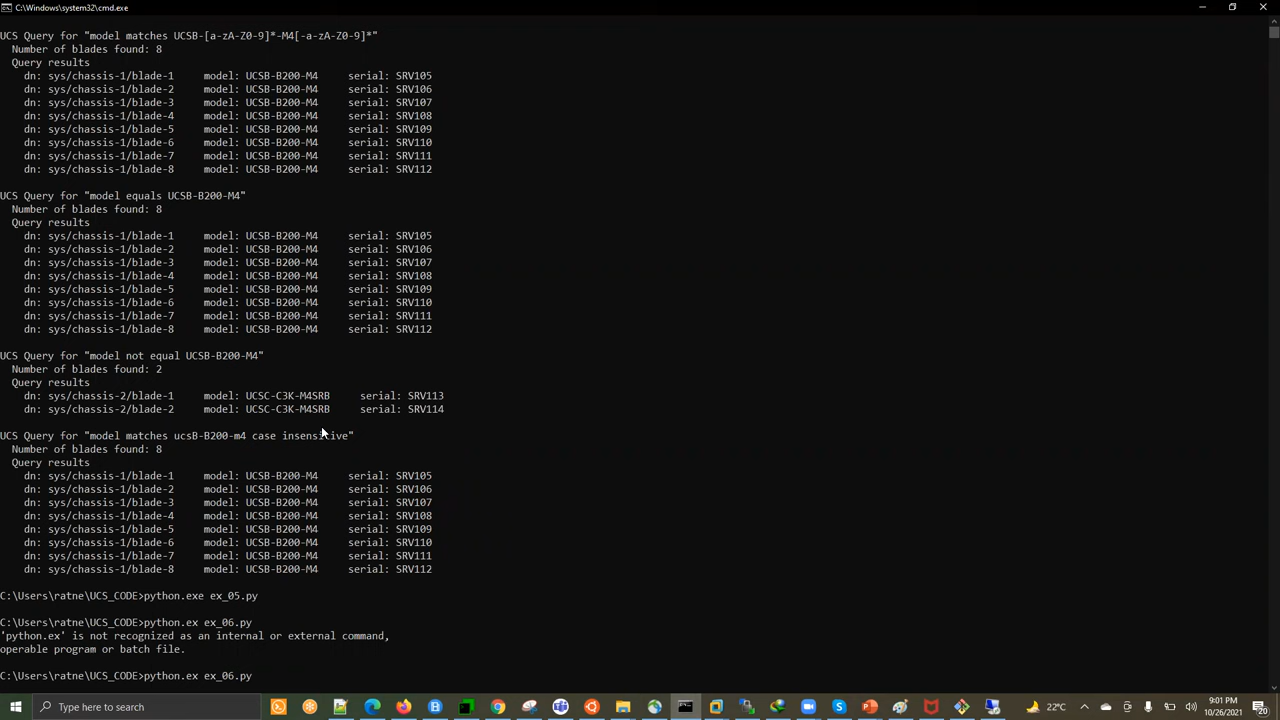 C:\Windows\system32\cmd.exe
UCS Query for "model matches UCSB-[a-zA-Z0-9]*-M4[-a-zA-Z0-9]*"
Number of blades found: 8
Query results
dn: sys/chassis-1/blade-1 model: UCSB-B200-M4 serial: SRV105
dn: sys/chassis-1/blade-2 model: UCSB-B200-M4 serial: SRV106
dn: sys/chassis-1/blade-3 model: UCSB-B200-M4 serial: SRV107
dn: sys/chassis-1/blade-4 model: UCSB-B200-M4 serial: SRV108
dn: sys/chassis-1/blade-5 model: UCSB-B200-M4 serial: SRV109
dn: sys/chassis-1/blade-6 model: UCSB-B200-M4 serial: SRV110
dn: sys/chassis-1/blade-7 model: UCSB-B200-M4 serial: SRV111
dn: sys/chassis-1/blade-8 model: UCSB-B200-M4 serial: SRV112
UCS Query for "model equals UCSB-B200-M4"
Number of blades found: 8
Query results
dn: sys/chassis-1/blade-1 model: UCSB-B200-M4 serial: SRV105
dn: sys/chassis-1/blade-2 model: UCSB-B200-M4 serial: SRV106
dn: sys/chassis-1/blade-3 model: UCSB-B200-M4 serial: SRV107
dn: sys/chassis-1/blade-4 model: UCSB-B200-M4 serial: SRV108
dn: sys/chassis-1/blade-5 model: UCSB-B200-M4 serial: SRV109
dn: sys/chassis-1/blade-6 model: UCSB-B200-M4 serial: SRV110
dn: sys/chassis-1/blade-7 model: UCSB-B200-M4 serial: SRV111
dn: sys/chassis-1/blade-8 model: UCSB-B200-M4 serial: SRV112
UCS Query for "model not equal UCSB-B200-M4"
Number of blades found: 2
Query results
dn: sys/chassis-2/blade-1 model: UCSC-C3K-M4SRB serial: SRV113
dn: sys/chassis-2/blade-2 model: UCSC-C3K-M4SRB serial: SRV114
UCS Query for "model matches ucsB-B200-m4 case insensitive"
Number of blades found: 8
Query results
dn: sys/chassis-1/blade-1 model: UCSB-B200-M4 serial: SRV105
dn: sys/chassis-1/blade-2 model: UCSB-B200-M4 serial: SRV106
dn: sys/chassis-1/blade-3 model: UCSB-B200-M4 serial: SRV107
dn: sys/chassis-1/blade-4 model: UCSB-B200-M4 serial: SRV108
dn: sys/chassis-1/blade-5 model: UCSB-B200-M4 serial: SRV109
dn: sys/chassis-1/blade-6 model: UCSB-B200-M4 serial: SRV110
dn: sys/chassis-1/blade-7 model: UCSB-B200-M4 serial: SRV111
dn: sys/chassis-1/blade-8 model: UCSB-B200-M4 serial: SRV112
C:\Users\ratne\UCS_CODE>python.exe ex_05.py
C:\Users\ratne\UCS_CODE>python.ex ex_06.py
'python.ex' is not recognized as an internal or external command,
operable program or batch file.
C:\Users\ratne\UCS_CODE>python.ex ex_06.py
Type here to search
22°C
9:01 PM
10/26/2021